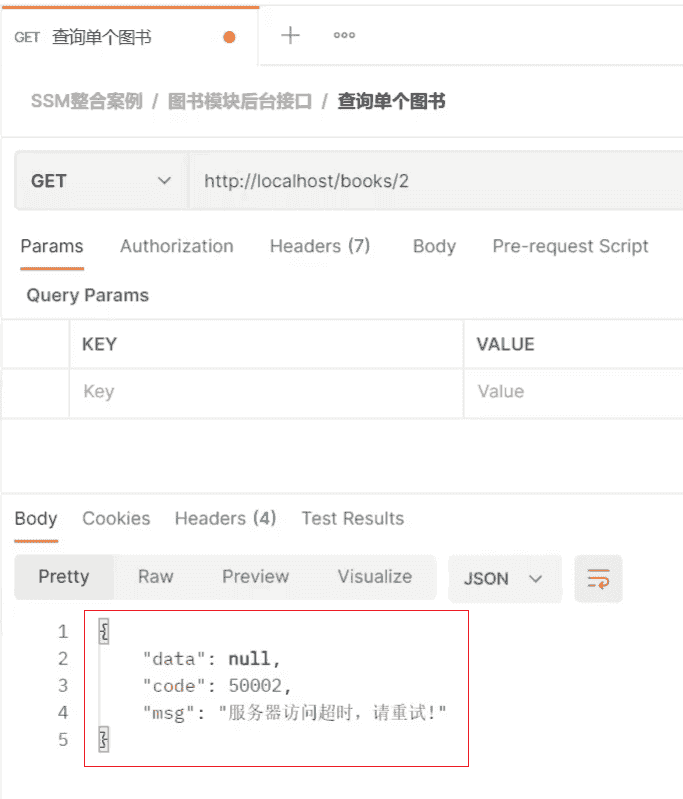 GET 查询单个图书
SSM整合案例 / 图书模块后台接口 / 查询单个图书
GET http://localhost/books/2
Params Authorization Headers (7) Body Pre-request Script
Query Params
KEY VALUE
Key Value
Body Cookies Headers (4) Test Results
Pretty Raw Preview Visualize JSON
1 {
2 "data": null,
3 "code": 50002,
4 "msg": "服务器访问超时，请重试!"
5 }